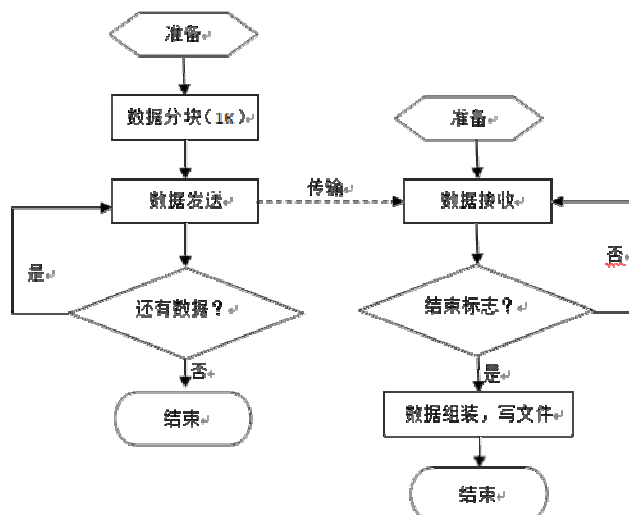 准备
数据分块(1K)
准备
数据发送
传输
数据接收
是
否
还有数据？
结束标志？
否
是
结束
数据组装，写文件
结束